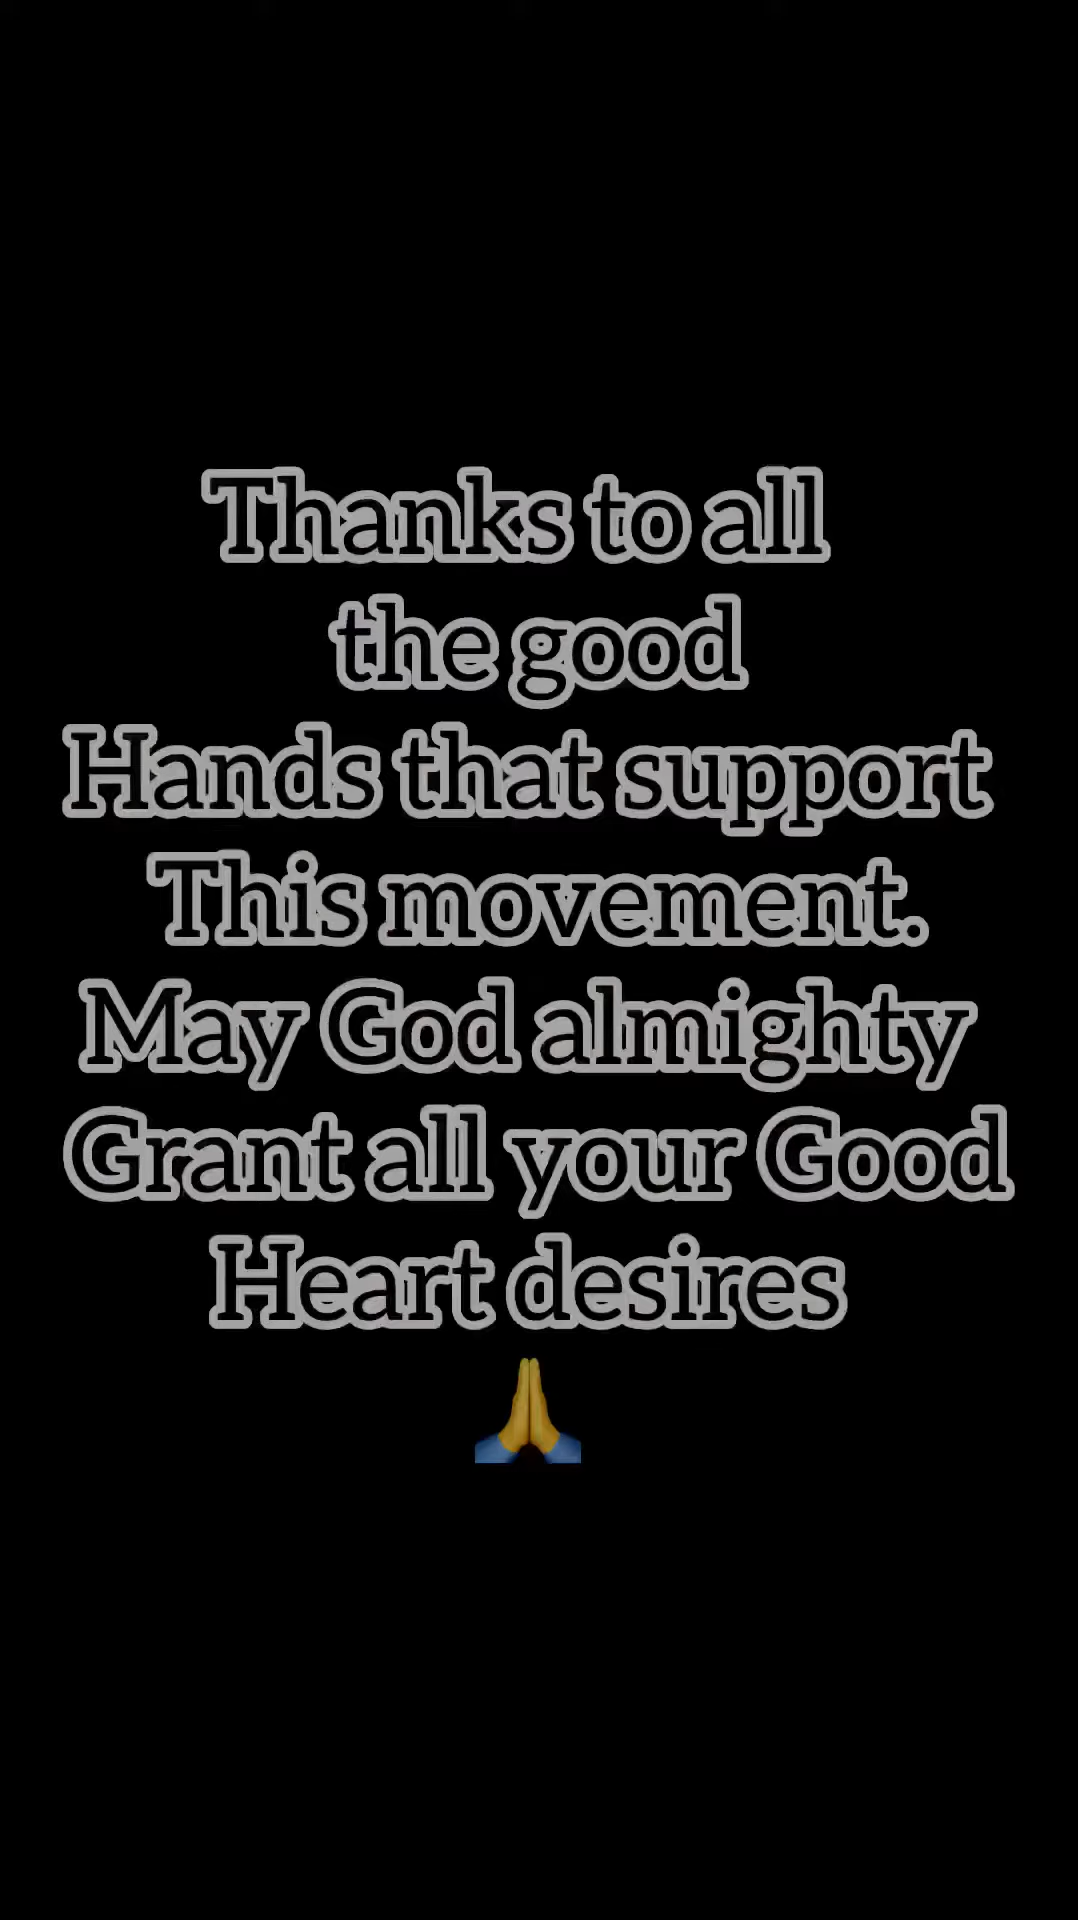 Thanks to all
the good
Hands that support
This movement.
May God almighty
Grant all your Good
Heart desires
🙏